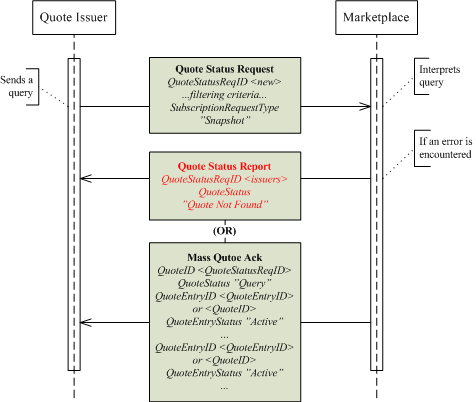 Quote Issuer
Marketplace
Sends a
query
Quote Status Request
QuoteStatusReqID <new>
...filtering criteria...
SubscriptionRequestType
"Snapshot"
Interprets
query
If an error is
encountered
Quote Status Report
QuoteStatusReqID <issuers>
QuoteStatus
"Quote Not Found"
(OR)
Mass Qutoe Ack
QuoteID <QuoteStatusReqID>
QuoteStatus "Query"
QuoteEntryID <QuoteEntryID>
or <QuoteID>
QuoteEntryStatus "Active"
...
QuoteEntryID <QuoteEntryID>
or <QuoteID>
QuoteEntryStatus "Active"
...